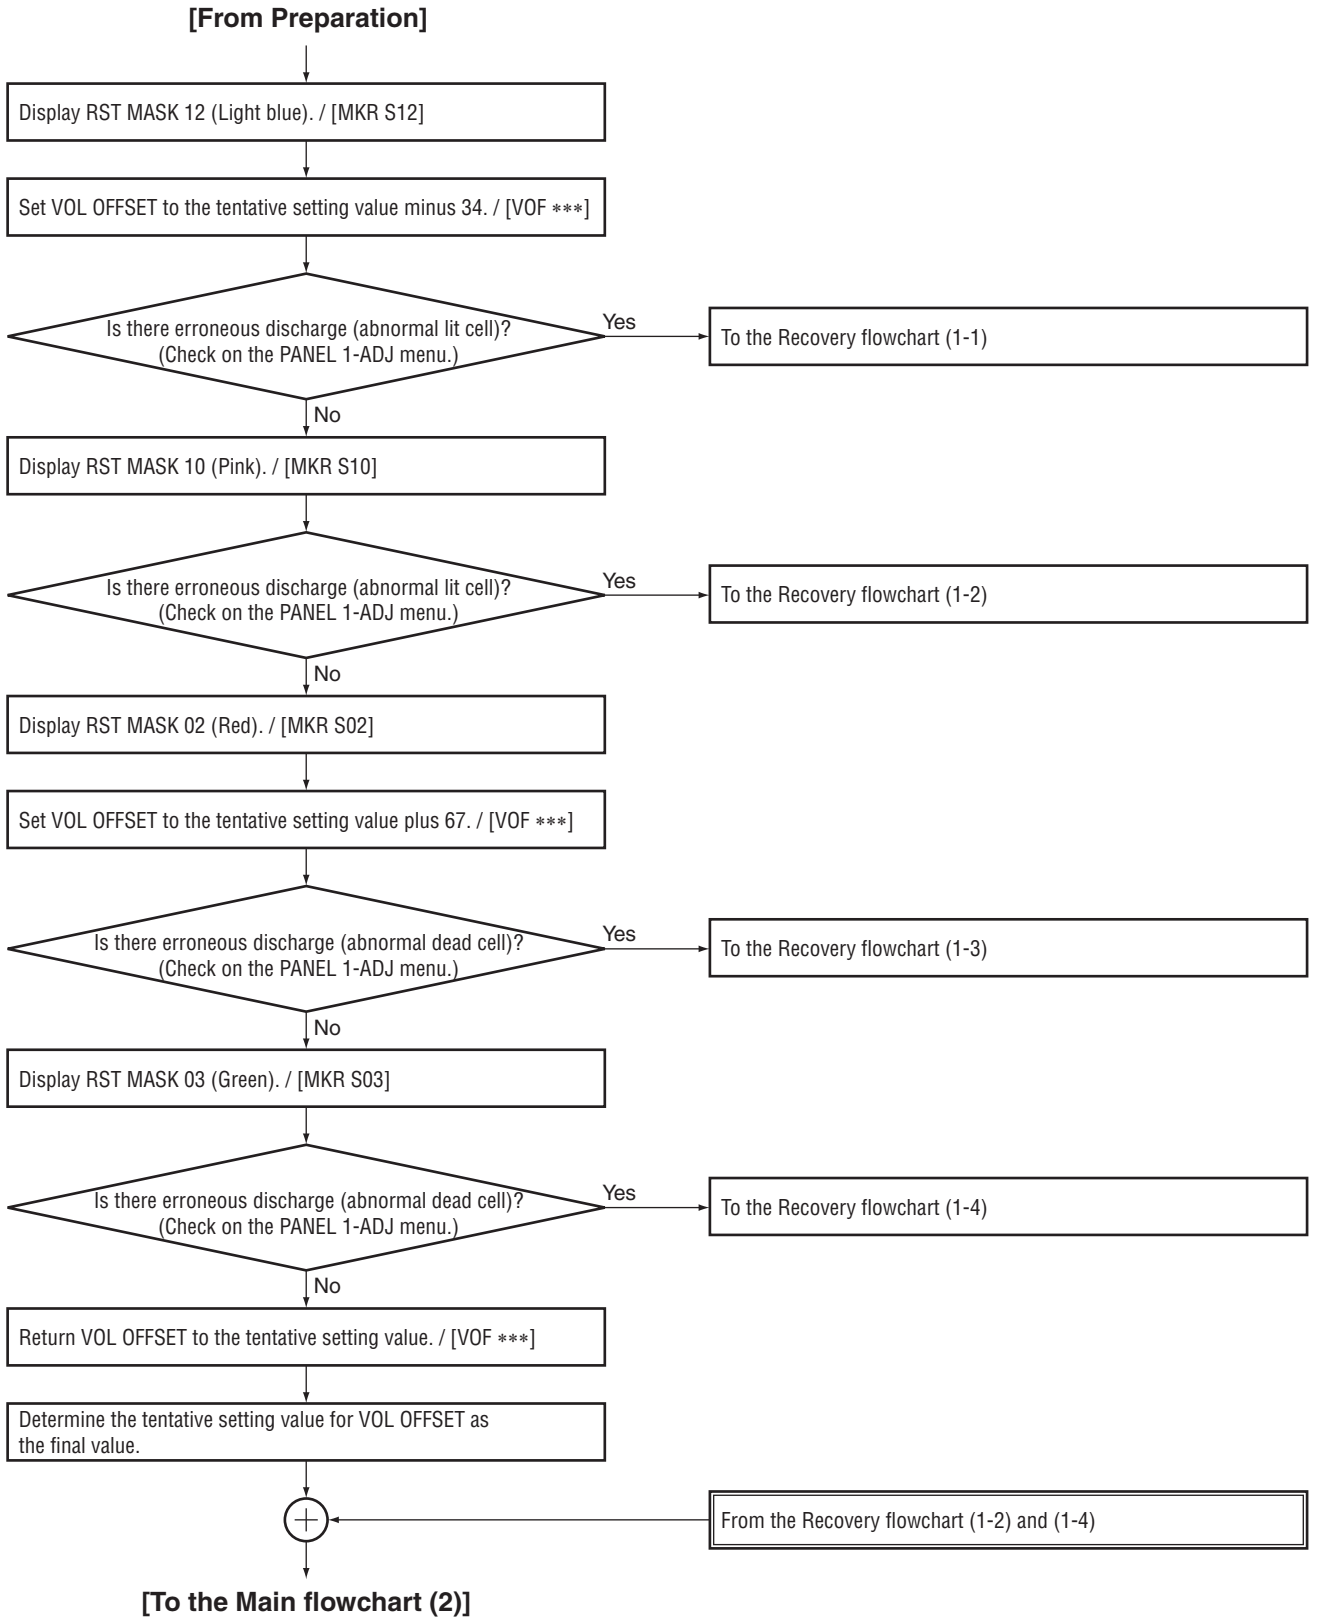 [From Preparation]
Display RST MASK 12 (Light blue). / [MKR S12]
Set VOL OFFSET to the tentative setting value minus 34. / [VOF ***]
Is there erroneous discharge (abnormal lit cell)?
(Check on the PANEL 1-ADJ menu.)
Yes
To the Recovery flowchart (1-1)
No
Display RST MASK 10 (Pink). / [MKR S10]
Is there erroneous discharge (abnormal lit cell)?
(Check on the PANEL 1-ADJ menu.)
Yes
To the Recovery flowchart (1-2)
No
Display RST MASK 02 (Red). / [MKR S02]
Set VOL OFFSET to the tentative setting value plus 67. / [VOF ***]
Is there erroneous discharge (abnormal dead cell)?
(Check on the PANEL 1-ADJ menu.)
Yes
To the Recovery flowchart (1-3)
No
Display RST MASK 03 (Green). / [MKR S03]
Is there erroneous discharge (abnormal dead cell)?
(Check on the PANEL 1-ADJ menu.)
Yes
To the Recovery flowchart (1-4)
No
Return VOL OFFSET to the tentative setting value. / [VOF ***]
Determine the tentative setting value for VOL OFFSET as
the final value.
From the Recovery flowchart (1-2) and (1-4)
[To the Main flowchart (2)]